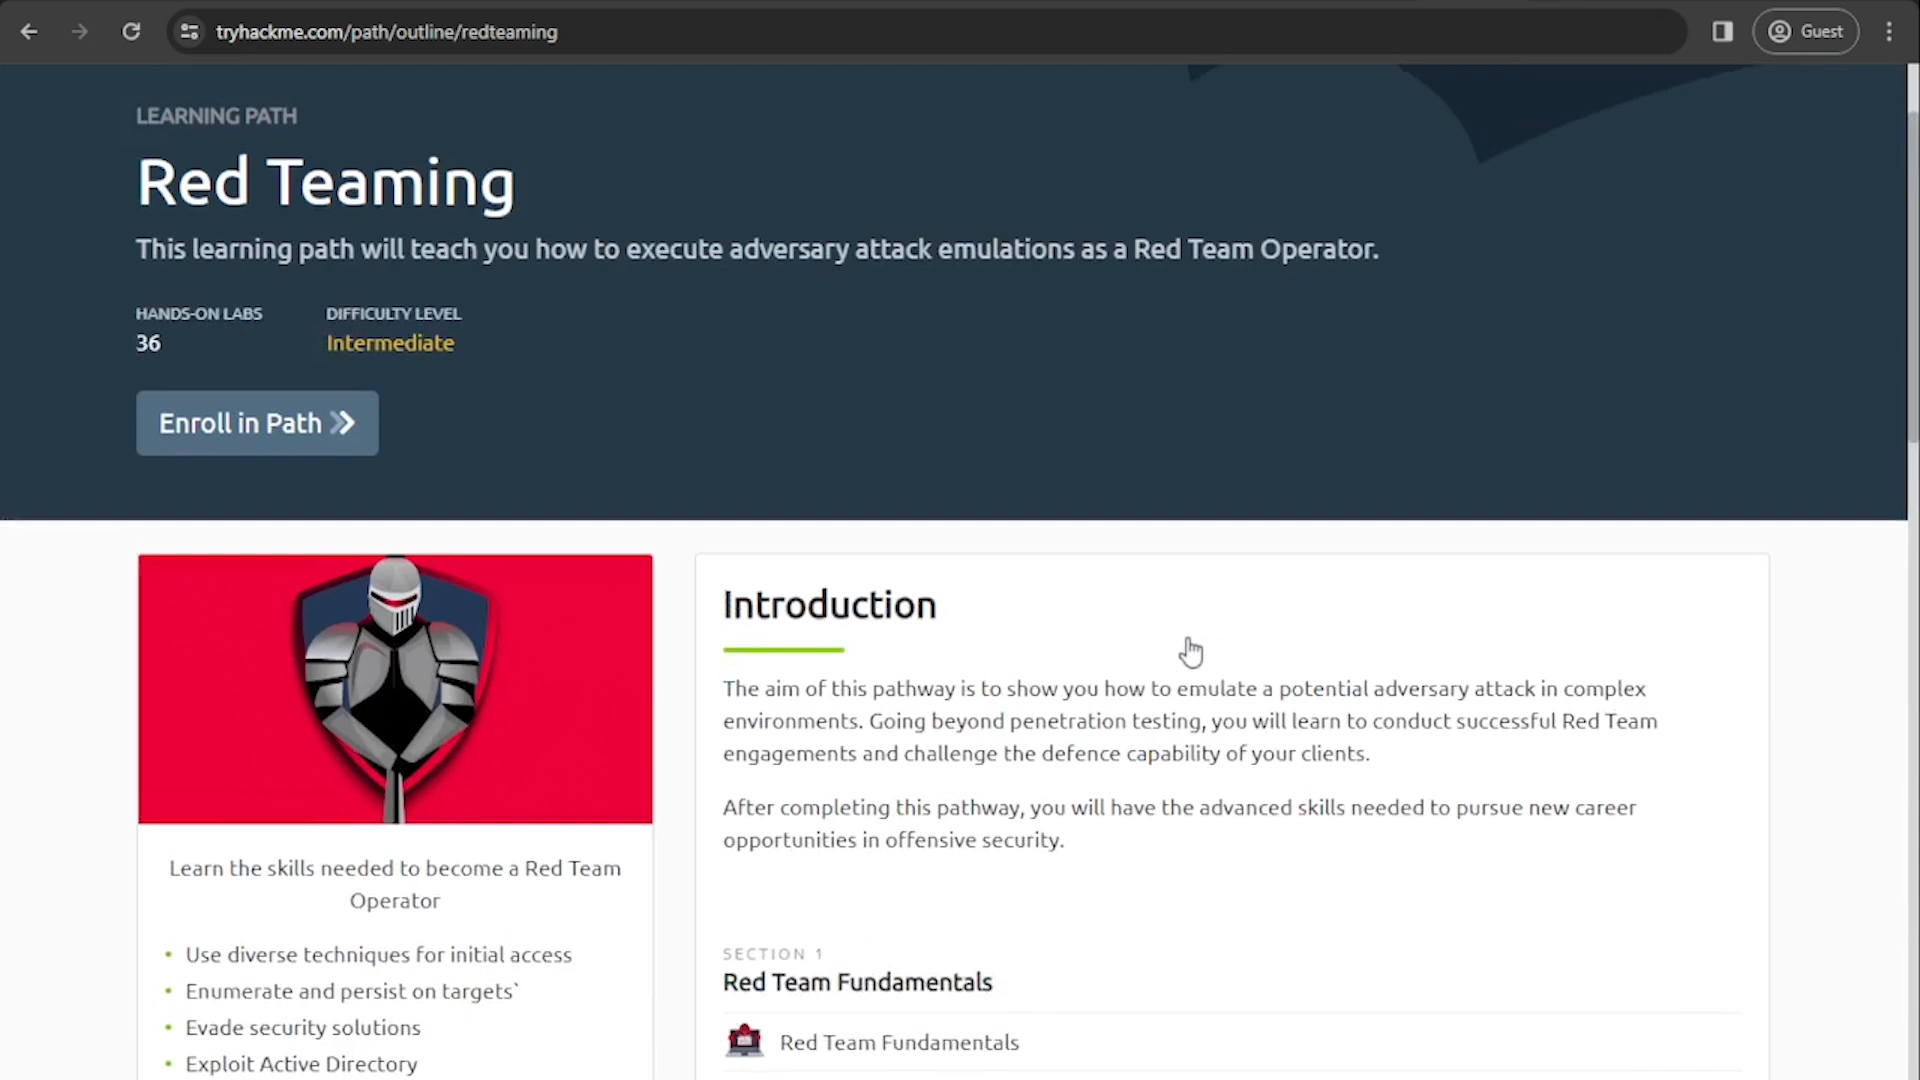 tryhackme.com/path/outline/redteaming
Guest
LEARNING PATH
Red Teaming
This learning path will teach you how to execute adversary attack emulations as a Red Team Operator.
HANDS-ON LABS
36
DIFFICULTY LEVEL
Intermediate
Enroll in Path
Learn the skills needed to become a Red Team
Operator
Use diverse techniques for initial access
Enumerate and persist on targets`
Evade security solutions
Exploit Active Directory
Introduction
The aim of this pathway is to show you how to emulate a potential adversary attack in complex
environments. Going beyond penetration testing, you will learn to conduct successful Red Team
engagements and challenge the defence capability of your clients.
After completing this pathway, you will have the advanced skills needed to pursue new career
opportunities in offensive security.
SECTION 1
Red Team Fundamentals
Red Team Fundamentals